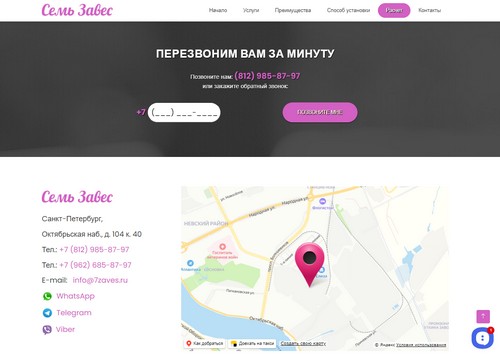 Семь Завес
Начало Услуги Преимущества Способ установки Расчет Контакты
ПЕРЕЗВОНИМ ВАМ ЗА МИНУТУ
Позвоните нам: (812) 985-87-97
или закажите обратный звонок:
+7 (___) ___-____
ПОЗВОНИТЕ МНЕ
Семь Завес
Санкт-Петербург,
Октябрьская наб., д. 104 к. 40
Тел.: +7 (812) 985-87-97
Тел.: +7 (962) 685-87-97
E-mail: info@7zaves.ru
WhatsApp
Telegram
Viber
Народная ул.
НЕВСКИЙ РАЙОН
Как добраться
Доехать на такси
Создать свою карту
© Яндекс Условия использования